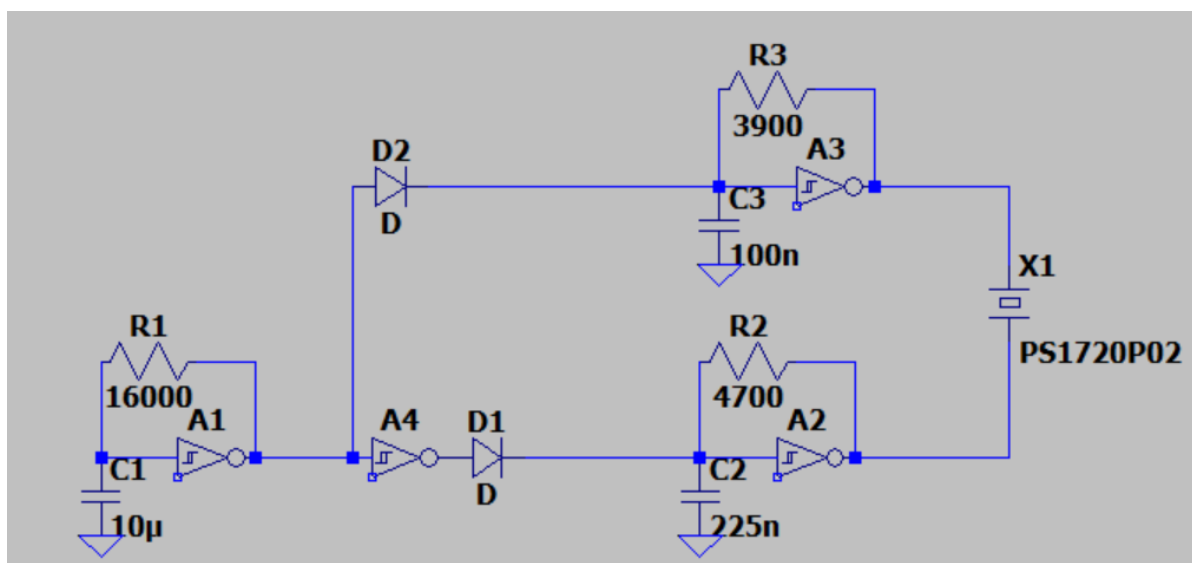 R3
3900
A3
D2
D
C3
100n
X1
PS1720P02
R1
16000
A1
C1
10µ
A4
D1
D
R2
4700
A2
C2
225n